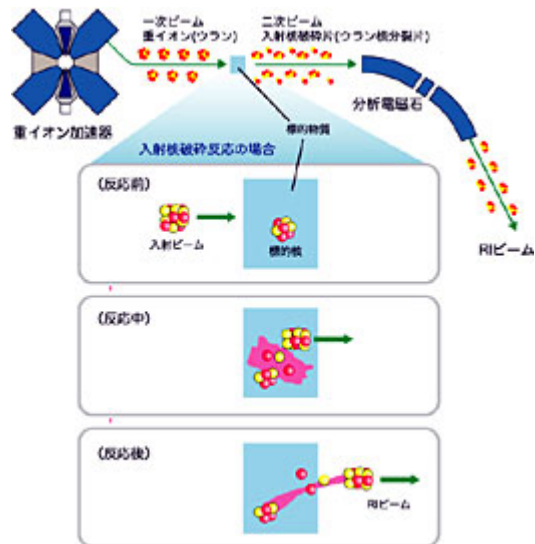 一次ビーム
重イオン(ウラン)
二次ビーム
入射核破砕片(ウラン核分裂片)
重イオン加速器
分析電磁石
標的物質
入射核破砕反応の場合
(反応前)
入射ビーム
標的核
RIビーム
(反応中)
(反応後)
RIビーム